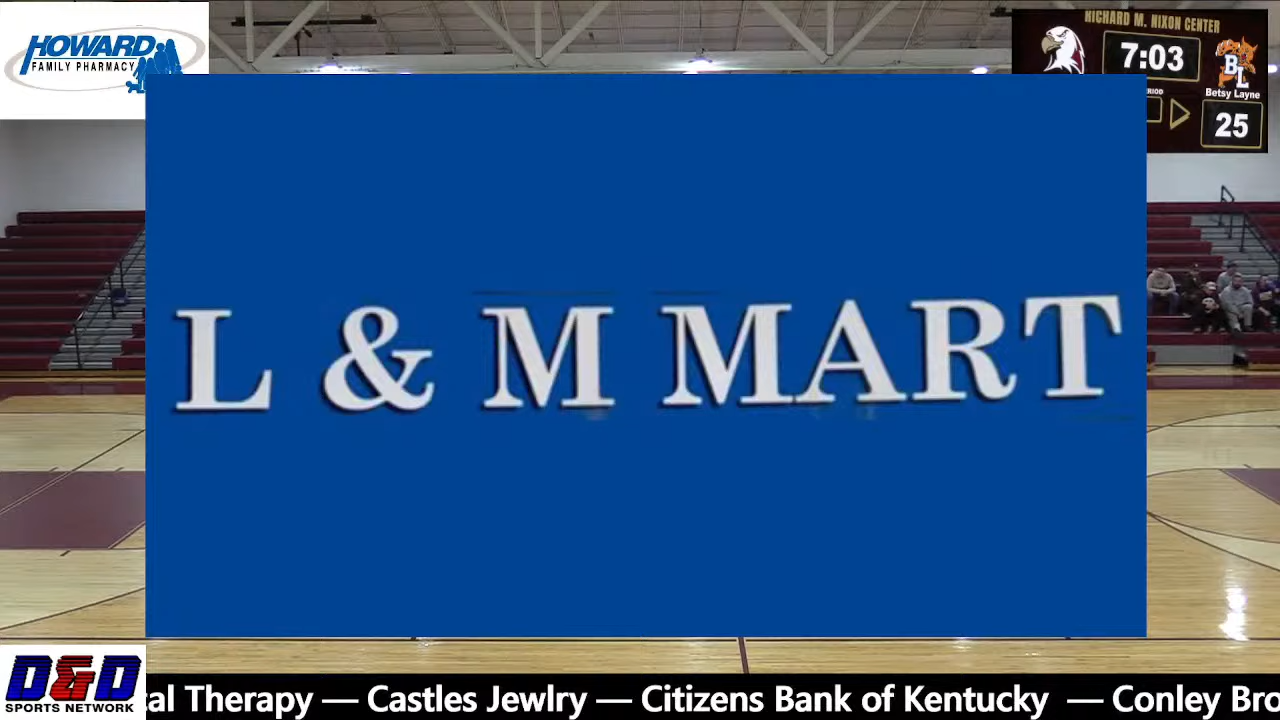 HOWARD
FAMILY PHARMACY
RICHARD M. NIXON CENTER
7:03
BL
Betsy Layne
25
L & M MART
D&D
SPORTS NETWORK
cal Therapy — Castles Jewlry — Citizens Bank of Kentucky — Conley Bro